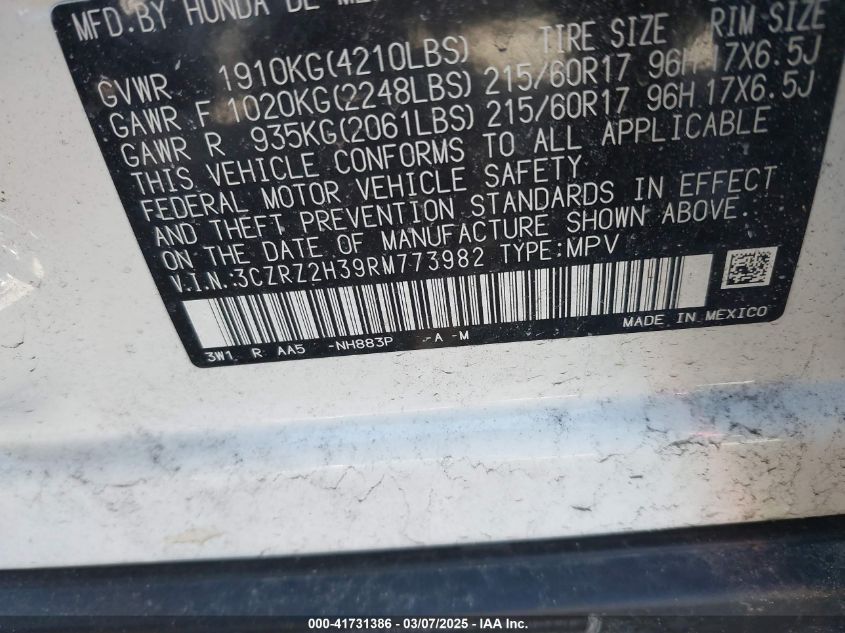 MFD.BY HONDA DE
TIRE SIZE RIM SIZE
GVWR 1910KG(4210LBS)
GAWR F 1020KG(2248LBS) 215/60R17 96H 17X6.5J
GAWR R 935KG(2061LBS) 215/60R17 96H 17X6.5J
THIS VEHICLE CONFORMS TO ALL APPLICABLE
FEDERAL MOTOR VEHICLE SAFETY
AND THEFT PREVENTION STANDARDS IN EFFECT
ON THE DATE OF MANUFACTURE SHOWN ABOVE.
V.I.N.:3CZRZ2H39RM773982 TYPE:MPV
MADE IN MEXICO
3W1 R AA5 -NH883P -A -M
000-41731386 - 03/07/2025 - IAA Inc.